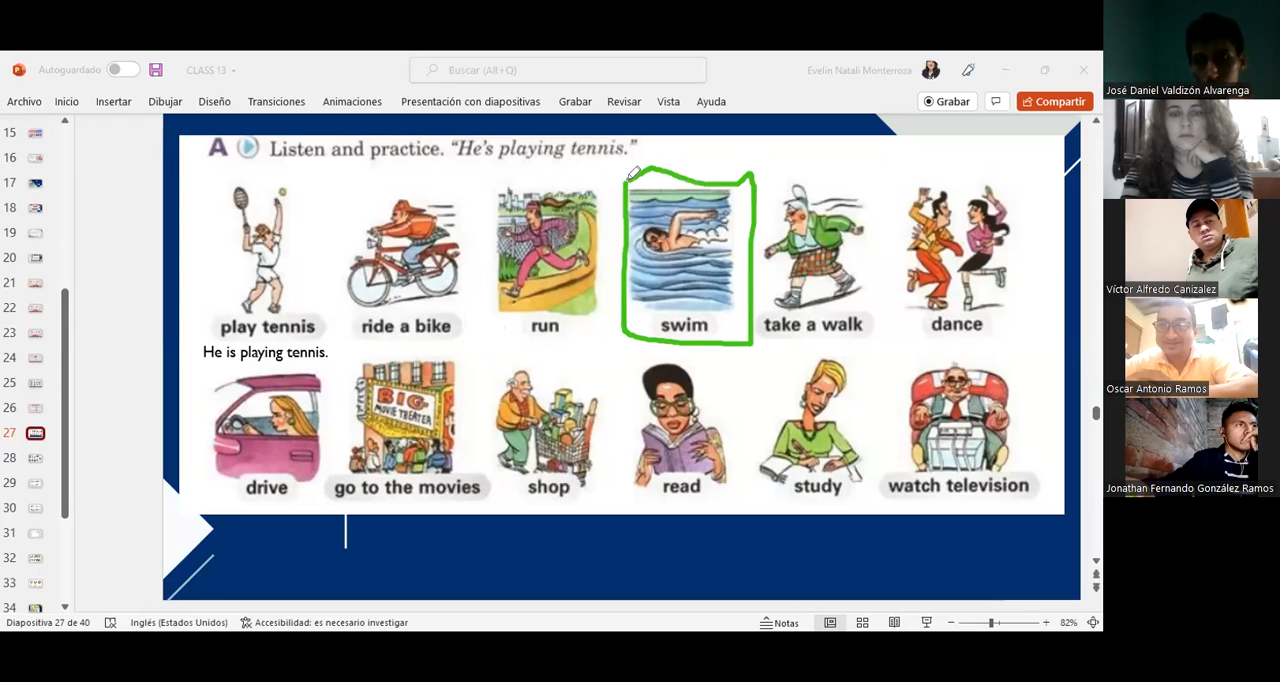 Autoguardado
CLASS 13
Buscar (Alt+Q)
Evelin Natali Monterroza
Archivo Inicio Insertar Dibujar Diseño Transiciones Animaciones Presentación con diapositivas Grabar Revisar Vista Ayuda
Grabar
Compartir
15
16
17
18
19
20
21
22
23
24
25
26
27
28
29
30
31
32
33
34
A Listen and practice. “He's playing tennis.”
play tennis ride a bike run swim take a walk dance
He is playing tennis.
BIG
MOVIE THEATER
drive go to the movies shop read study watch television
Diapositiva 27 de 40 Inglés (Estados Unidos) Accesibilidad: es necesario investigar Notas 82%
José Daniel Valdizón Alvarenga
Víctor Alfredo Canizalez
Oscar Antonio Ramos
Jonathan Fernando González Ramos